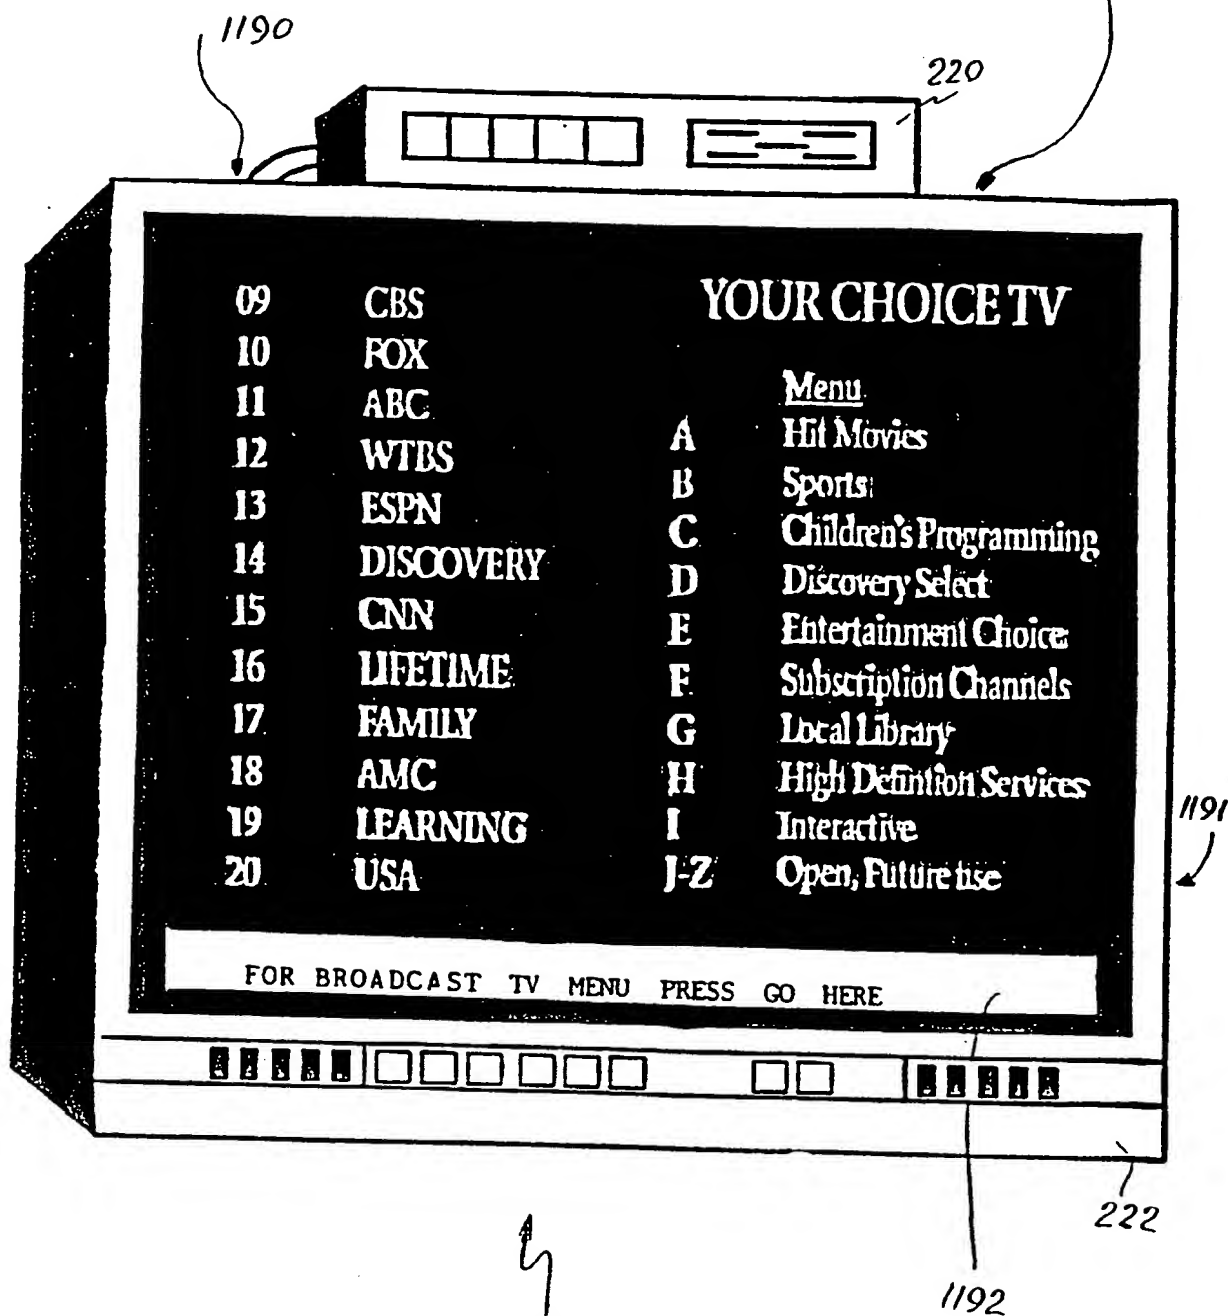 1190
220
09 CBS
10 FOX
11 ABC
12 WTBS
13 ESPN
14 DISCOVERY
15 CNN
16 LIFETIME
17 FAMILY
18 AMC
19 LEARNING
20 USA
YOUR CHOICE TV
Menu
A Hit Movies
B Sports
C Children's Programming
D Discovery Select
E Entertainment Choice
F Subscription Channels
G Local Library
H High Defintion Services
I Interactive
J-Z Open, Future use
1191
FOR BROADCAST TV MENU PRESS GO HERE
222
1192